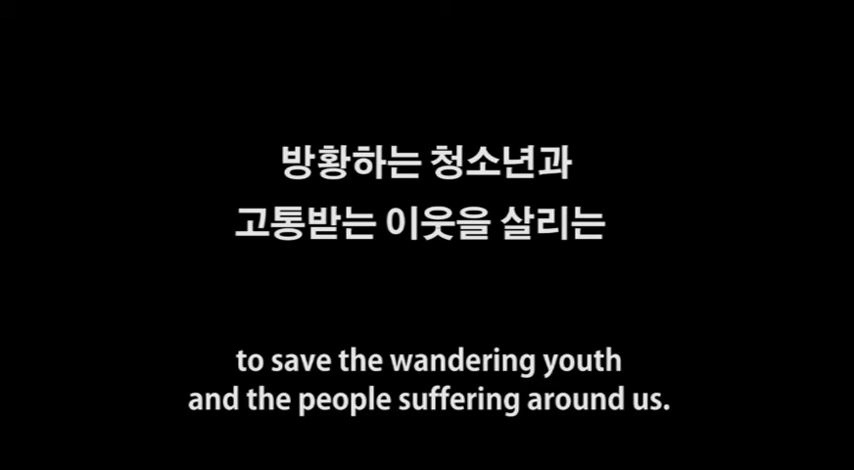 방황하는 청소년과
고통받는 이웃을 살리는
to save the wandering youth
and the people suffering around us.